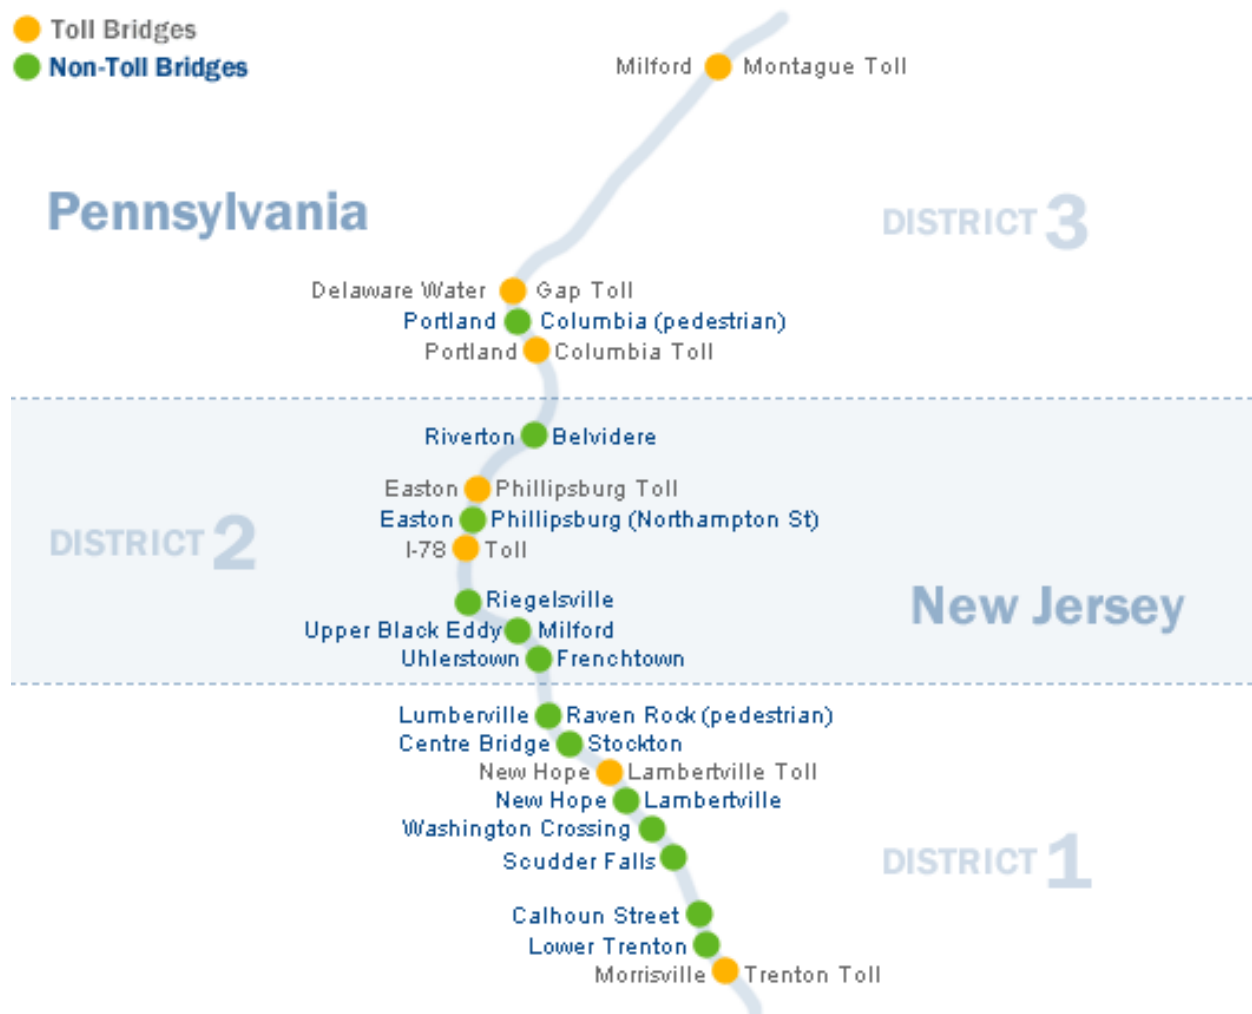 Toll Bridges
Non-Toll Bridges
Milford Montague Toll
Pennsylvania
DISTRICT 3
Delaware Water Gap Toll
Portland Columbia (pedestrian)
Portland Columbia Toll
Riverton Belvidere
Easton Phillipsburg Toll
Easton Phillipsburg (Northampton St)
DISTRICT 2
I-78 Toll
Riegelsville
New Jersey
Upper Black Eddy Milford
Uhlerstown Frenchtown
Lumberville Raven Rock (pedestrian)
Centre Bridge Stockton
New Hope Lambertville Toll
New Hope Lambertville
Washington Crossing
Scudder Falls
DISTRICT 1
Calhoun Street
Lower Trenton
Morrisville Trenton Toll